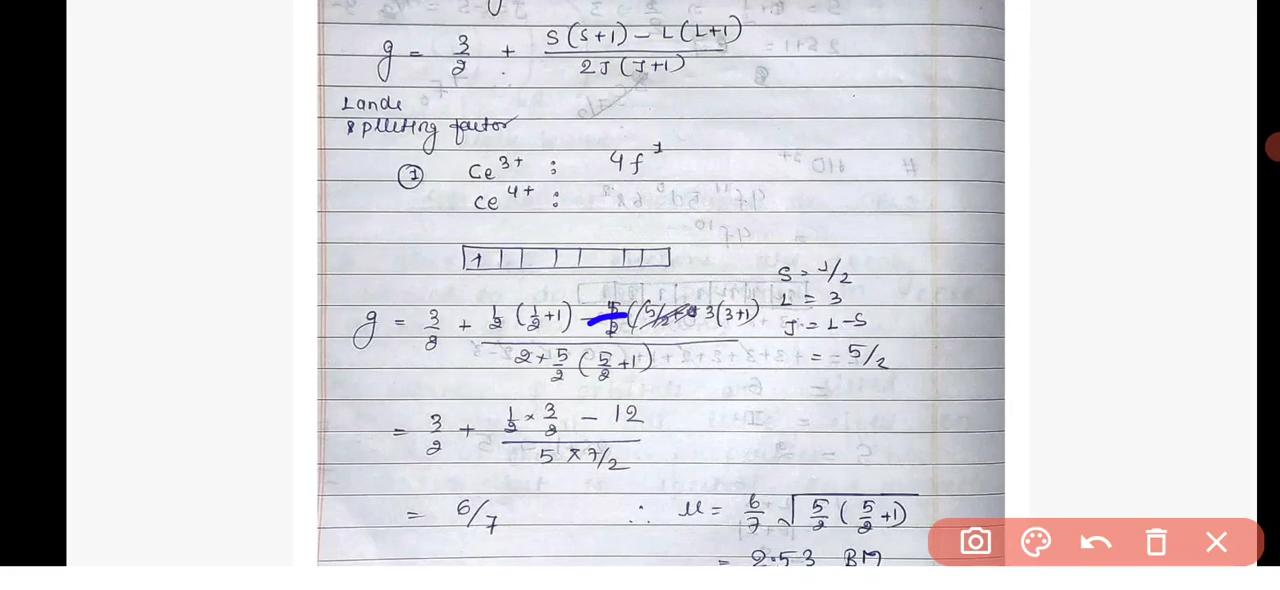 g = 3/2 + S(S+1) - L(L+1) / 2J(J+1)
Lande
splitting factor
① Ce³⁺ : 4f¹
Ce⁴⁺ :
S = 1/2
L = 3
J = L-S
= 5/2
g = 3/2 + 1/2 (1/2 +1) - 3(3+1) / 2 × 5/2 (5/2 +1)
= 3/2 + 1/2 × 3/2 - 12 / 5 × 7/2
= 6/7 ∴ μ = 6/7 √5/2 (5/2 +1)
= 2.53 BM